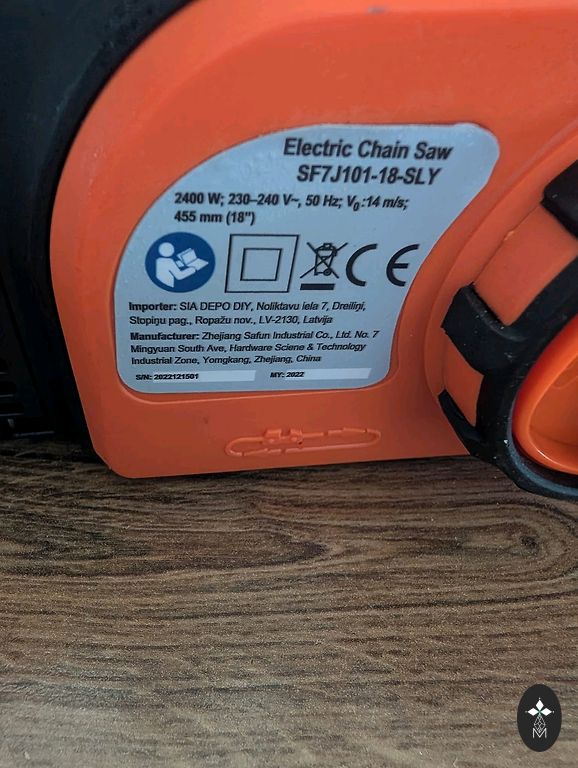 Electric Chain Saw
SF7J101-18-SLY
2400 W; 230–240 V~, 50 Hz; V₀:14 m/s;
455 mm (18")
CE
Importer: SIA DEPO DIY, Noliktavu iela 7, Dreiliņi,
Stopiņu pag., Ropažu nov., LV-2130, Latvija
Manufacturer: Zhejiang Safun Industrial Co., Ltd. No. 7
Mingyuan South Ave, Hardware Sciene & Technology
Industrial Zone, Yomgkang, Zhejiang, China
S/N: 2022121501 MY: 2022
M